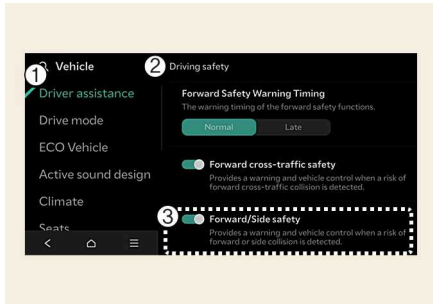 1
Vehicle
2
Driving safety
Driver assistance
Drive mode
ECO Vehicle
Active sound design
Climate
Seats
Forward Safety Warning Timing
The warning timing of the forward safety functions.
Normal
Late
Forward cross-traffic safety
Provides a warning and vehicle control when a risk of
forward cross-traffic collision is detected.
3
Forward/Side safety
Provides a warning and vehicle control when a risk of
forward or side collision is detected.